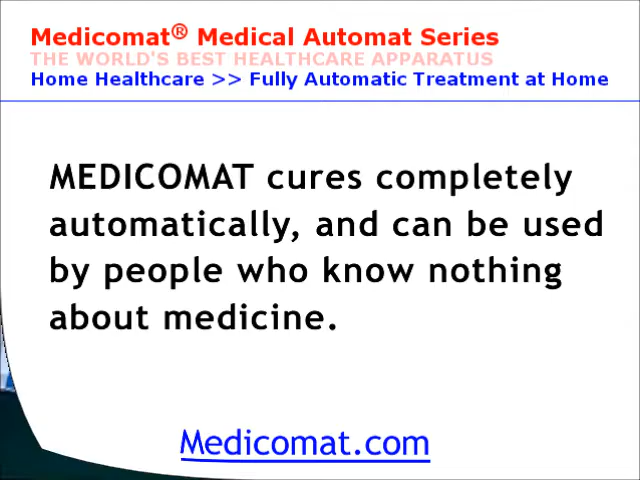 Medicomat® Medical Automat Series
THE WORLD'S BEST HEALTHCARE APPARATUS
Home Healthcare >> Fully Automatic Treatment at Home
MEDICOMAT cures completely
automatically, and can be used
by people who know nothing
about medicine.
Medicomat.com